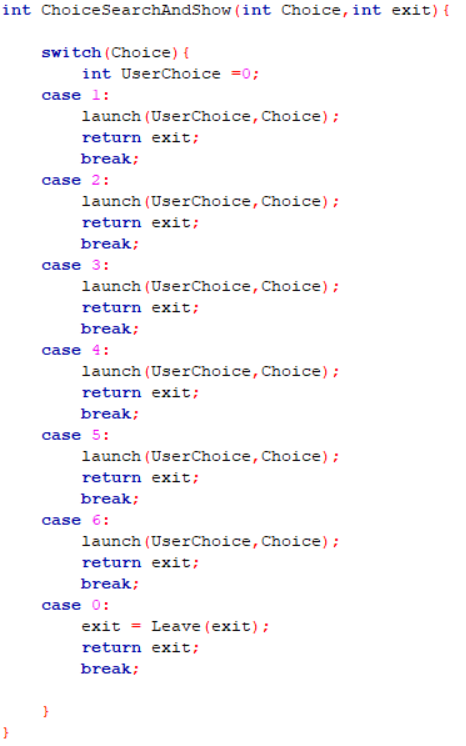 int ChoiceSearchAndShow(int Choice,int exit){
switch(Choice){
int UserChoice =0;
case 1:
launch(UserChoice,Choice);
return exit;
break;
case 2:
launch(UserChoice,Choice);
return exit;
break;
case 3:
launch(UserChoice,Choice);
return exit;
break;
case 4:
launch(UserChoice,Choice);
return exit;
break;
case 5:
launch(UserChoice,Choice);
return exit;
break;
case 6:
launch(UserChoice,Choice);
return exit;
break;
case 0:
exit = Leave(exit);
return exit;
break;
}
}